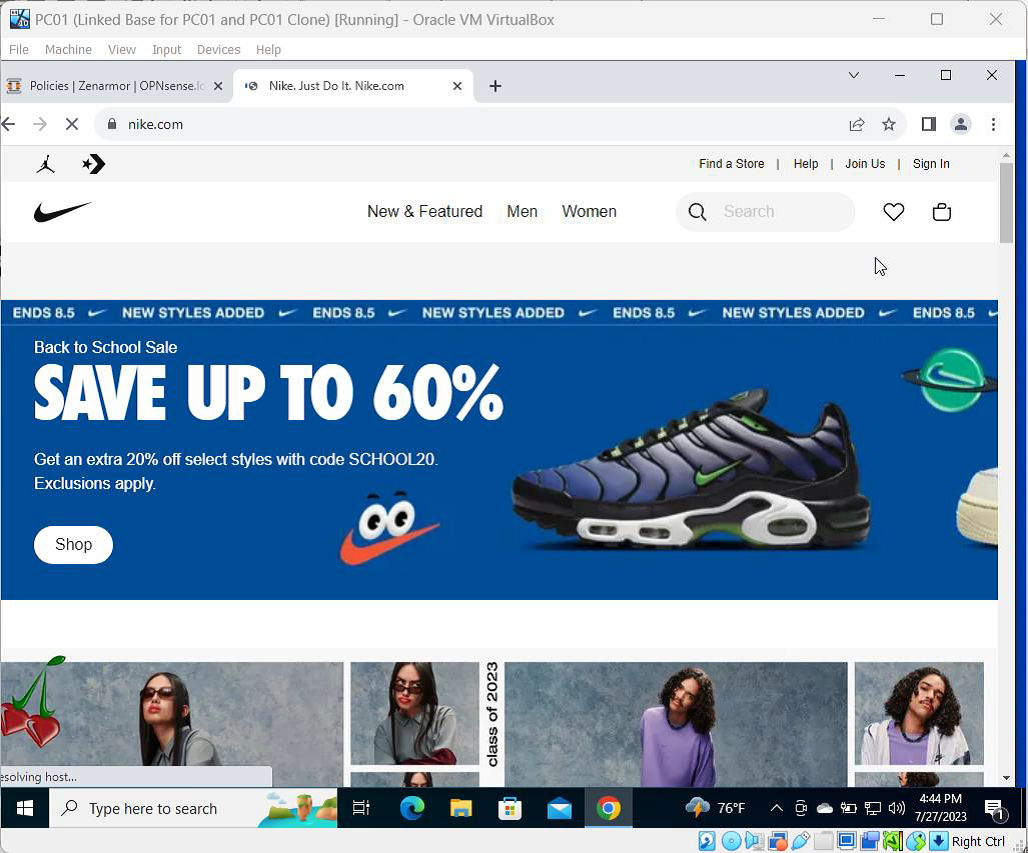 PC01 (Linked Base for PC01 and PC01 Clone) [Running] - Oracle VM VirtualBox
File Machine View Input Devices Help
Policies | Zenarmor | OPNsense.lo
Nike. Just Do It. Nike.com
nike.com
Find a Store | Help | Join Us | Sign In
New & Featured Men Women
Search
ENDS 8.5 NEW STYLES ADDED ENDS 8.5 NEW STYLES ADDED ENDS 8.5 NEW STYLES ADDED ENDS 8.5
Back to School Sale
SAVE UP TO 60%
Get an extra 20% off select styles with code SCHOOL20.
Exclusions apply.
Shop
class of 2023
esolving host...
Type here to search
76°F
4:44 PM
7/27/2023
1
Right Ctrl